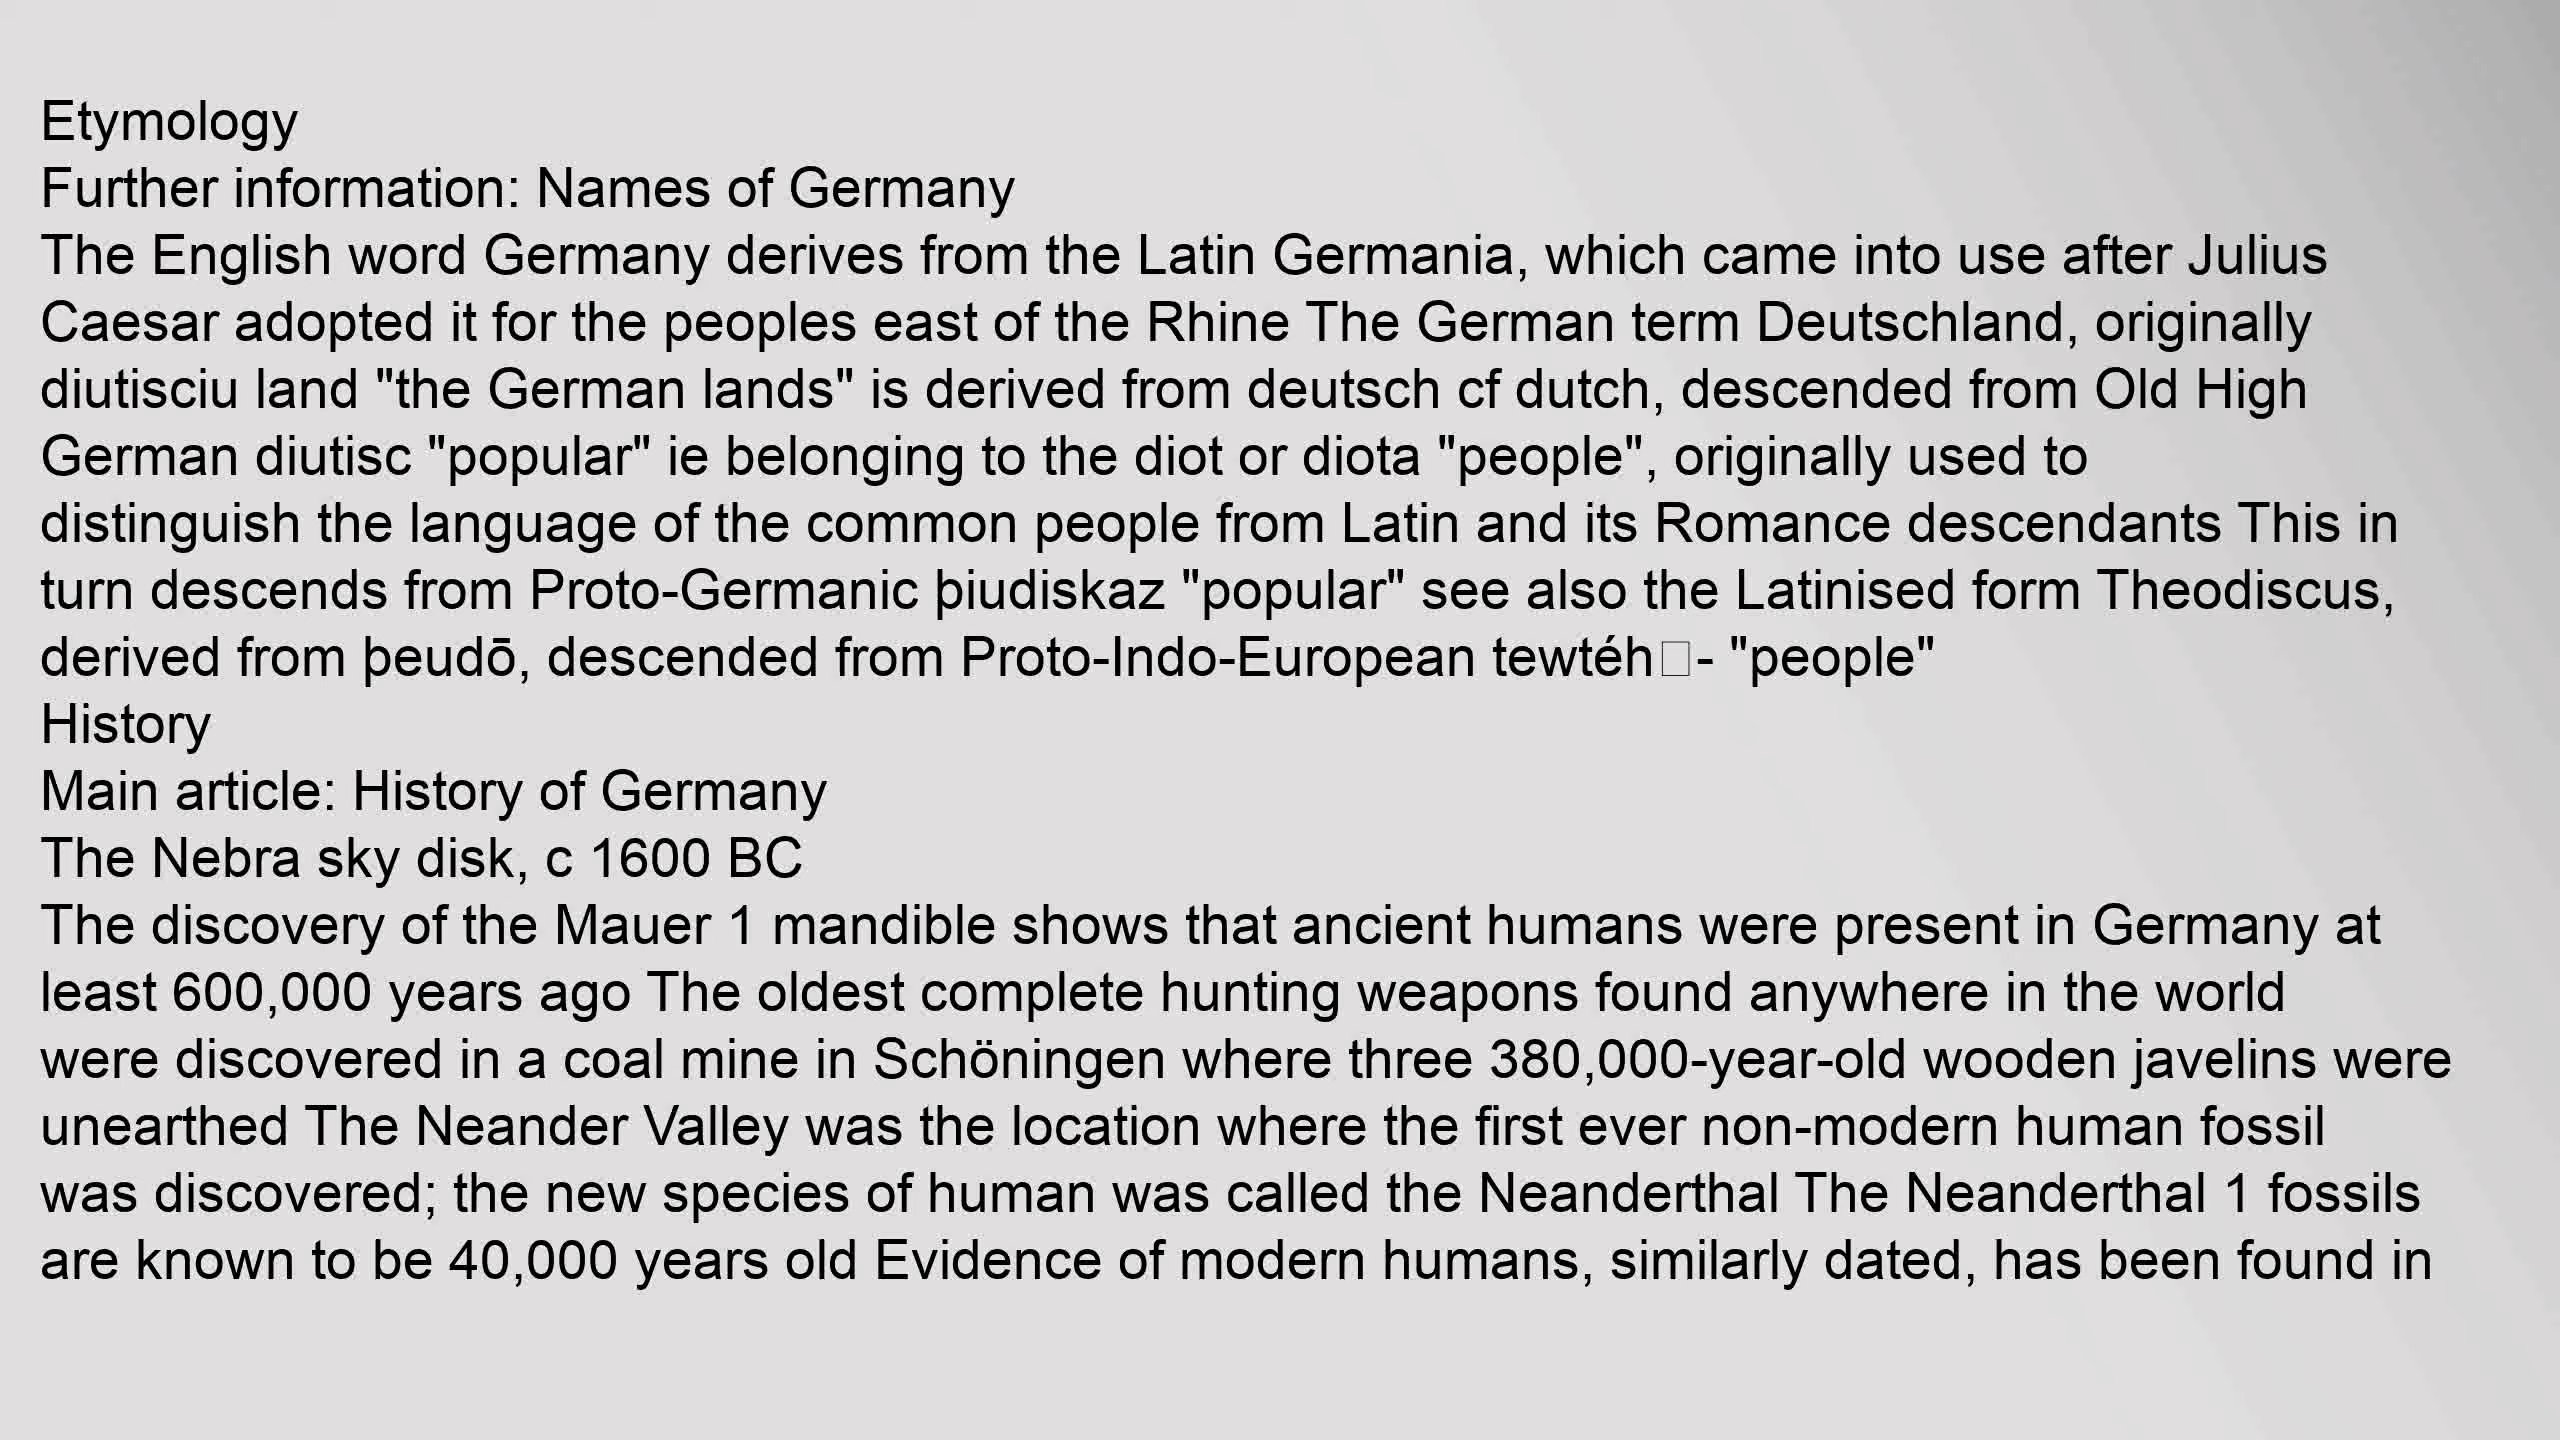 Etymology
Further information: Names of Germany
The English word Germany derives from the Latin Germania, which came into use after Julius
Caesar adopted it for the peoples east of the Rhine The German term Deutschland, originally
diutisciu land "the German lands" is derived from deutsch cf dutch, descended from Old High
German diutisc "popular" ie belonging to the diot or diota "people", originally used to
distinguish the language of the common people from Latin and its Romance descendants This in
turn descends from Proto-Germanic þiudiskaz "popular" see also the Latinised form Theodiscus,
derived from þeudō, descended from Proto-Indo-European tewtéh□- "people"
History
Main article: History of Germany
The Nebra sky disk, c 1600 BC
The discovery of the Mauer 1 mandible shows that ancient humans were present in Germany at
least 600,000 years ago The oldest complete hunting weapons found anywhere in the world
were discovered in a coal mine in Schöningen where three 380,000-year-old wooden javelins were
unearthed The Neander Valley was the location where the first ever non-modern human fossil
was discovered; the new species of human was called the Neanderthal The Neanderthal 1 fossils
are known to be 40,000 years old Evidence of modern humans, similarly dated, has been found in